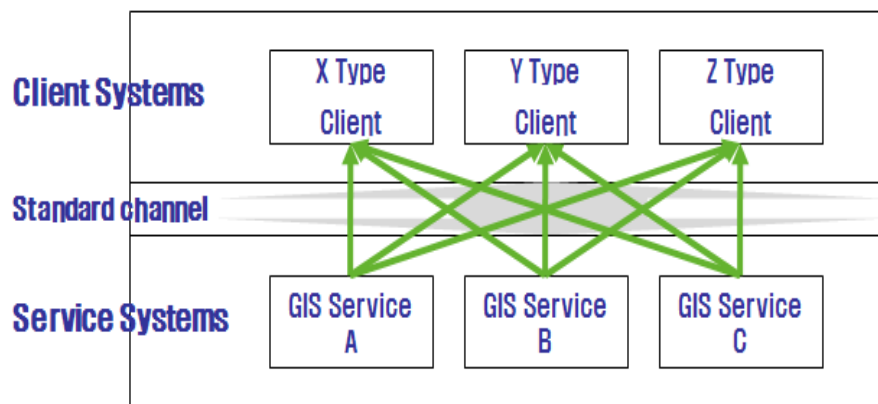 Client Systems
X Type
Client
Y Type
Client
Z Type
Client
Standard channel
Service Systems
GIS Service
A
GIS Service
B
GIS Service
C